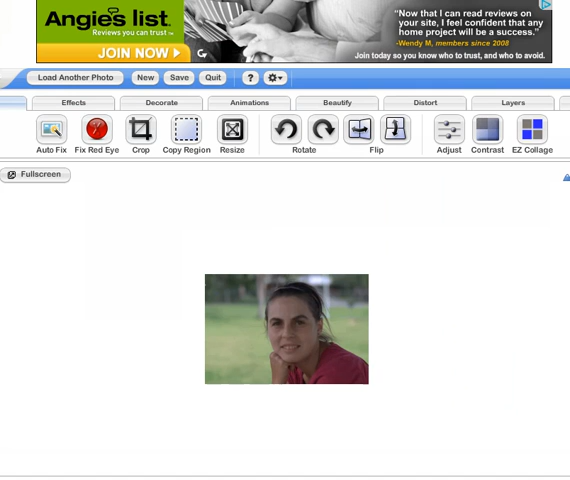 Angie's list.
Reviews you can trust
JOIN NOW
"Now that I can read reviews on
your site, I feel confident that any
home project will be a success."
-Wendy M, members since 2008
Join today so you know who to trust, and who to avoid.
Load Another Photo New Save Quit ?
Effects Decorate Animations Beautify Distort Layers
Auto Fix Fix Red Eye Crop Copy Region Resize Rotate Flip Adjust Contrast EZ Collage
Fullscreen